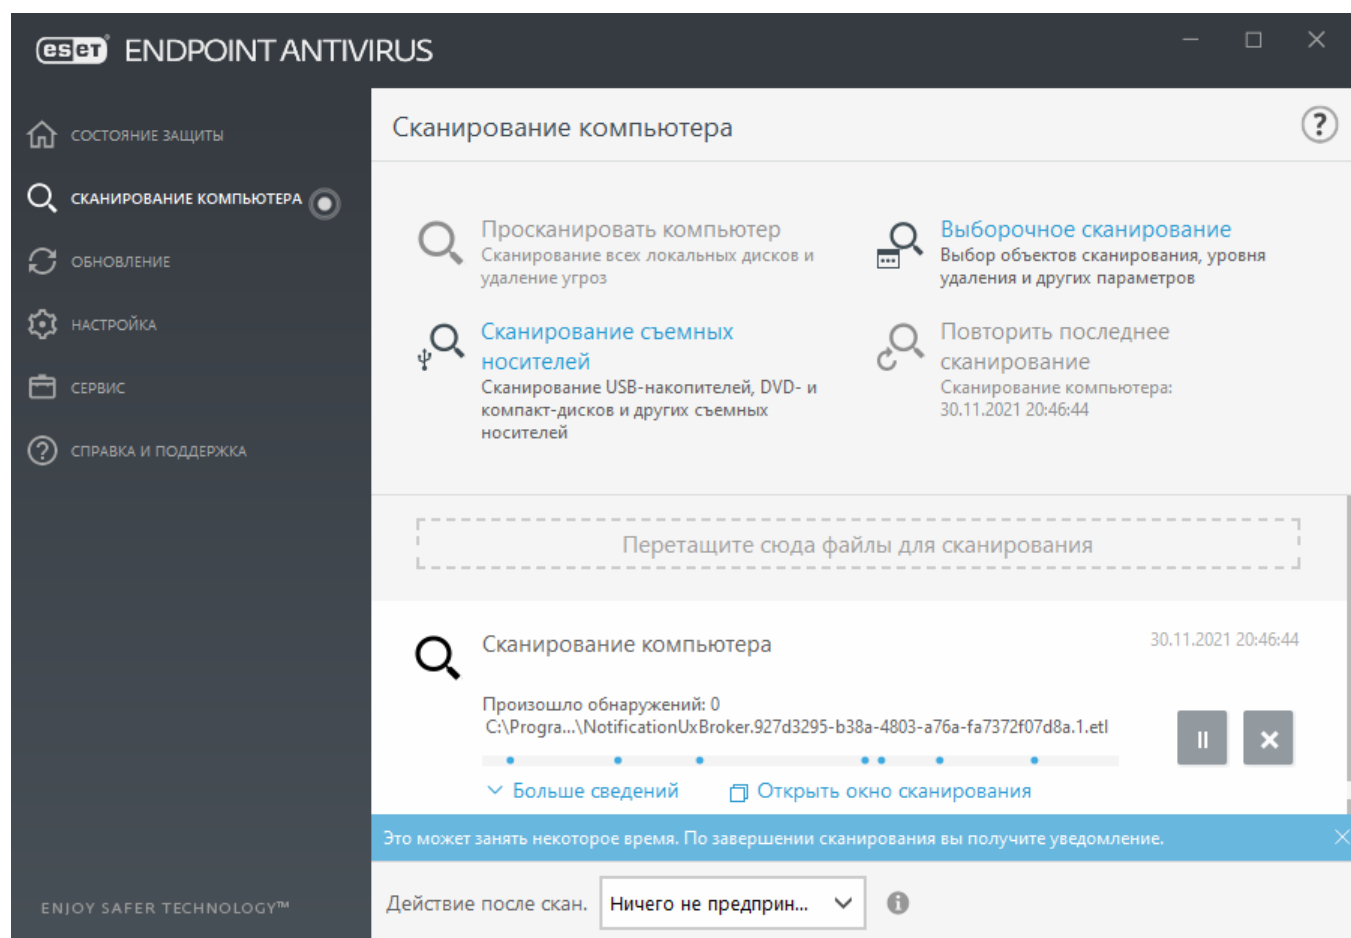 eset ENDPOINT ANTIVIRUS
СОСТОЯНИЕ ЗАЩИТЫ
СКАНИРОВАНИЕ КОМПЬЮТЕРА
ОБНОВЛЕНИЕ
НАСТРОЙКА
СЕРВИС
СПРАВКА И ПОДДЕРЖКА
ENJOY SAFER TECHNOLOGY™
Сканирование компьютера
?
Просканировать компьютер
Сканирование всех локальных дисков и
удаление угроз
Выборочное сканирование
Выбор объектов сканирования, уровня
удаления и других параметров
Сканирование съемных
носителей
Сканирование USB-накопителей, DVD- и
компакт-дисков и других съемных
носителей
Повторить последнее
сканирование
Сканирование компьютера:
30.11.2021 20:46:44
Перетащите сюда файлы для сканирования
Сканирование компьютера
30.11.2021 20:46:44
Произошло обнаружений: 0
C:\Progra...\NotificationUxBroker.927d3295-b38a-4803-a76a-fa7372f07d8a.1.etl
Больше сведений
Открыть окно сканирования
Это может занять некоторое время. По завершении сканирования вы получите уведомление.
Действие после скан.
Ничего не предприн...